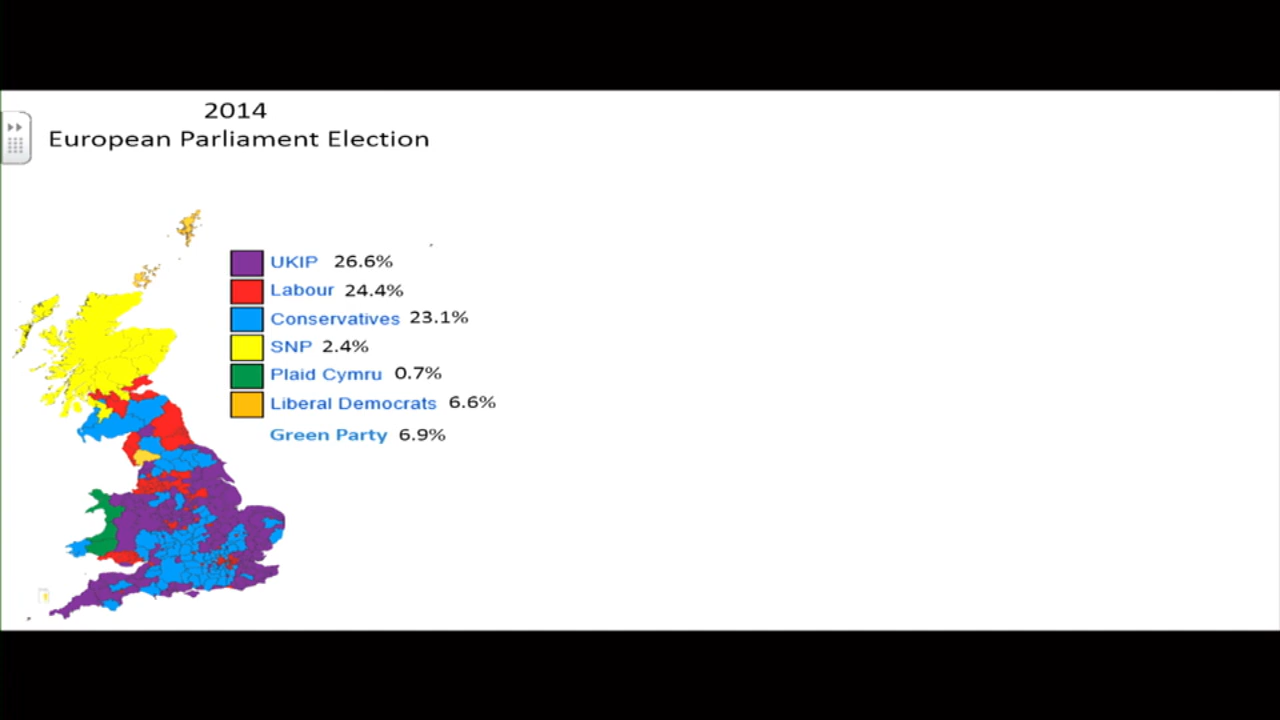 2014
European Parliament Election
UKIP 26.6%
Labour 24.4%
Conservatives 23.1%
SNP 2.4%
Plaid Cymru 0.7%
Liberal Democrats 6.6%
Green Party 6.9%